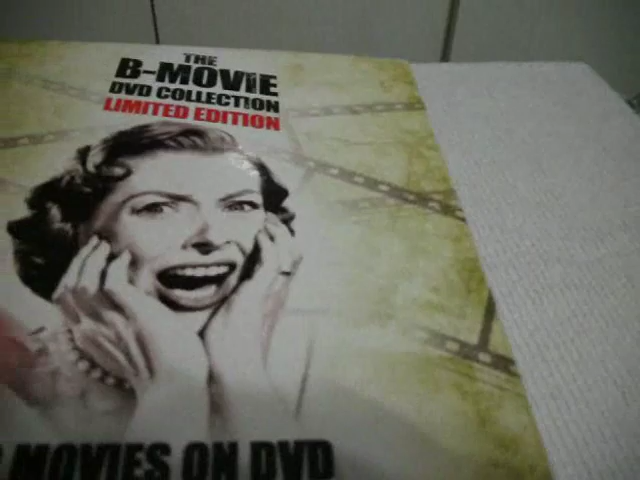 THE
B-MOVIE
DVD COLLECTION
LIMITED EDITION
MOVIES ON DVD